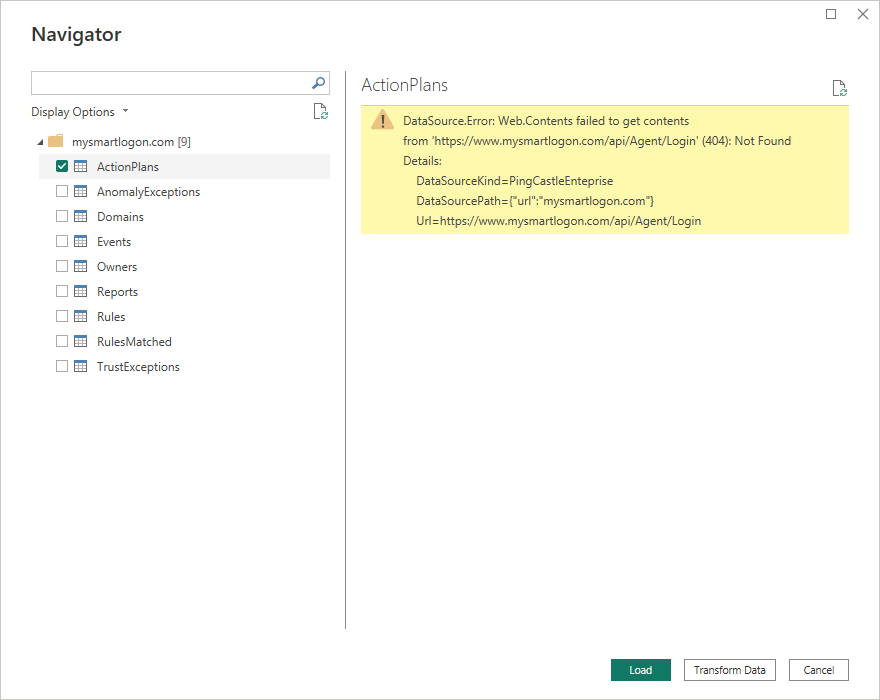 Navigator
Display Options
mysmartlogon.com [9]
ActionPlans
AnomalyExceptions
Domains
Events
Owners
Reports
Rules
RulesMatched
TrustExceptions
ActionPlans
DataSource.Error: Web.Contents failed to get contents
from 'https://www.mysmartlogon.com/api/Agent/Login' (404): Not Found
Details:
DataSourceKind=PingCastleEnteprise
DataSourcePath={"url":"mysmartlogon.com"}
Url=https://www.mysmartlogon.com/api/Agent/Login
Load
Transform Data
Cancel